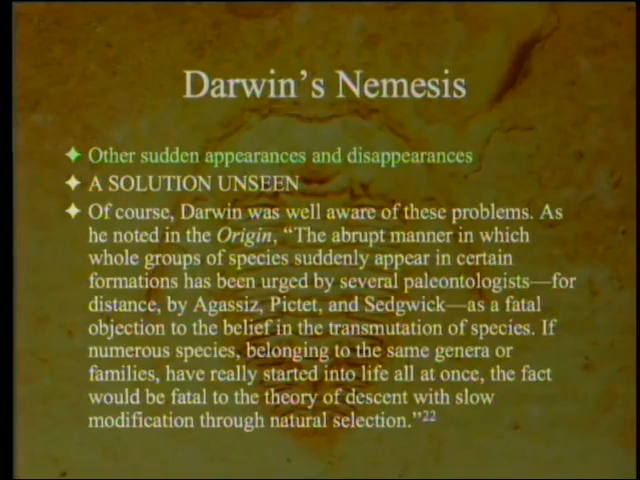 Darwin's Nemesis
Other sudden appearances and disappearances
A SOLUTION UNSEEN
Of course, Darwin was well aware of these problems. As
he noted in the Origin, “The abrupt manner in which
whole groups of species suddenly appear in certain
formations has been urged by several paleontologists—for
distance, by Agassiz, Pictet, and Sedgwick—as a fatal
objection to the belief in the transmutation of species. If
numerous species, belonging to the same genera or
families, have really started into life all at once, the fact
would be fatal to the theory of descent with slow
modification through natural selection.”22